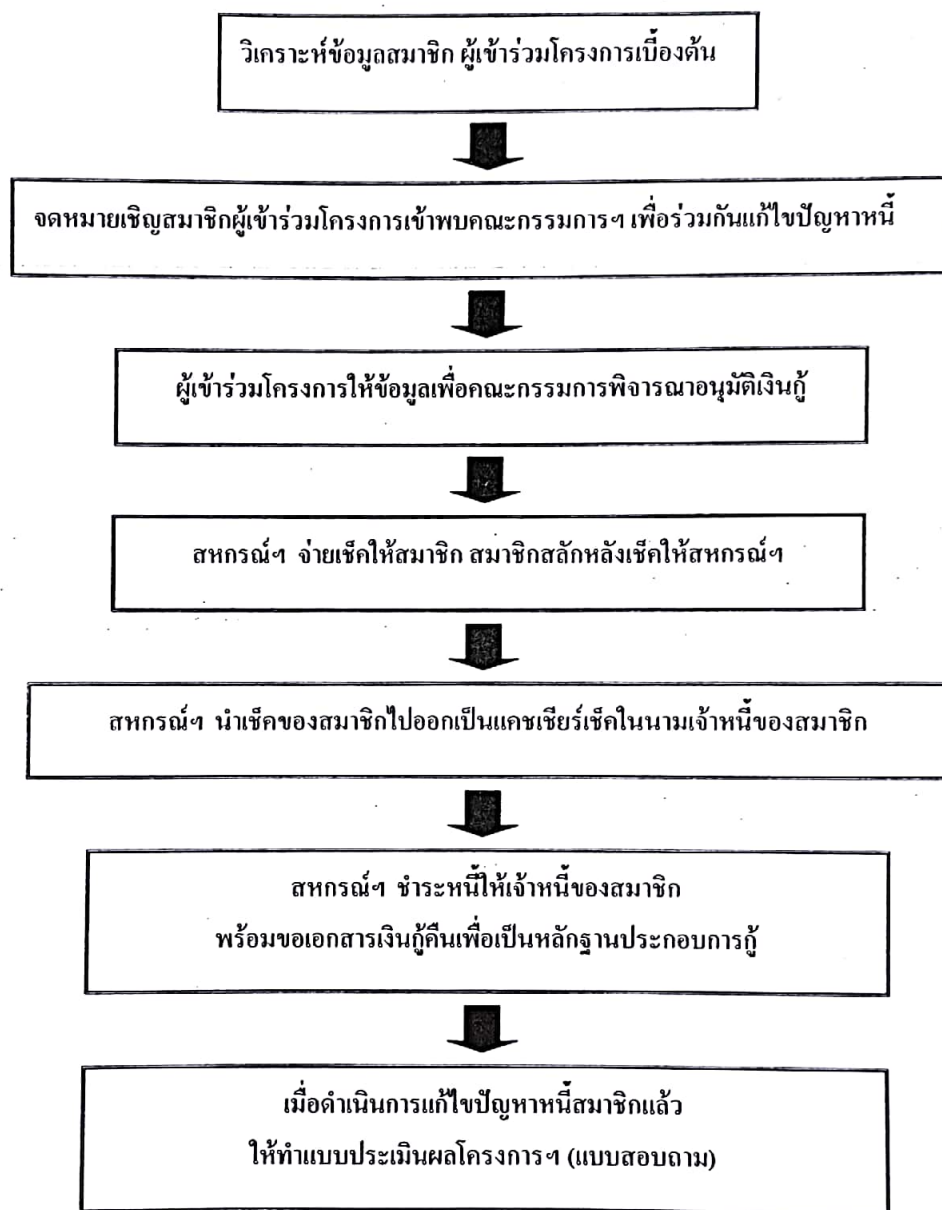 วิเคราะห์ข้อมูลสมาชิก ผู้เข้าร่วมโครงการเบื้องต้น
จดหมายเชิญสมาชิกผู้เข้าร่วมโครงการเข้าพบคณะกรรมการฯ เพื่อร่วมกันแก้ไขปัญหาหนี้
ผู้เข้าร่วมโครงการให้ข้อมูลเพื่อคณะกรรมการพิจารณาอนุมัติเงินกู้
สหกรณ์ฯ จ่ายเช็คให้สมาชิก สมาชิกสลักหลังเช็คให้สหกรณ์ฯ
สหกรณ์ฯ นำเช็คของสมาชิกไปออกเป็นแคชเชียร์เช็คในนามเจ้าหนี้ของสมาชิก
สหกรณ์ฯ ชำระหนี้ให้เจ้าหนี้ของสมาชิก
พร้อมขอเอกสารเงินกู้คืนเพื่อเป็นหลักฐานประกอบการกู้
เมื่อดำเนินการแก้ไขปัญหาหนี้สมาชิกแล้ว
ให้ทำแบบประเมินผลโครงการฯ (แบบสอบถาม)